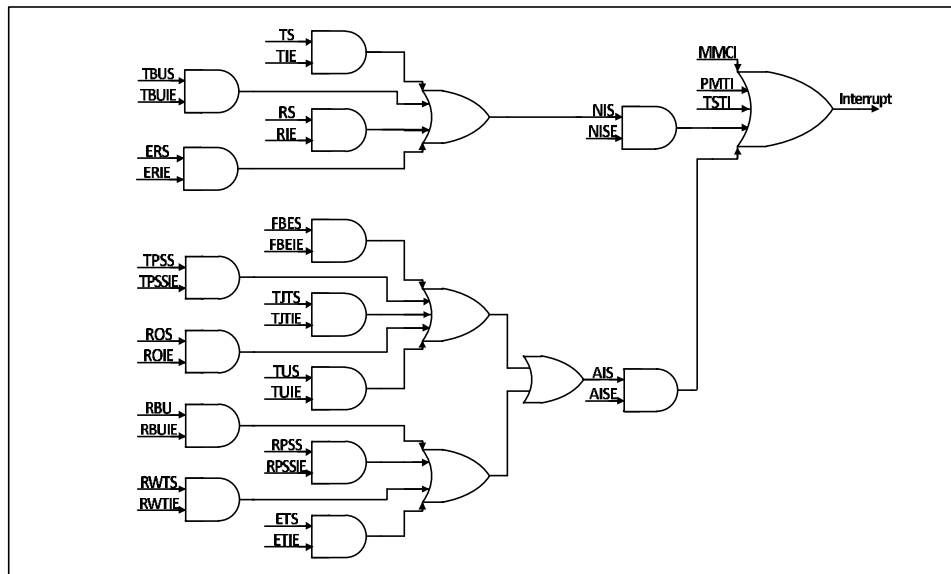 TS
TIE
MMCI
TBUS
TBUIE
PMTI
TSTI
Interrupt
RS
RIE
NIS
NISE
ERS
ERIE
FBES
FBEIE
TPSS
TPSSIE
TJTS
TJTIE
ROS
ROIE
TUS
TUIE
AIS
AISE
RBU
RBUIE
RPSS
RPSSIE
RWTS
RWTIE
ETS
ETIE